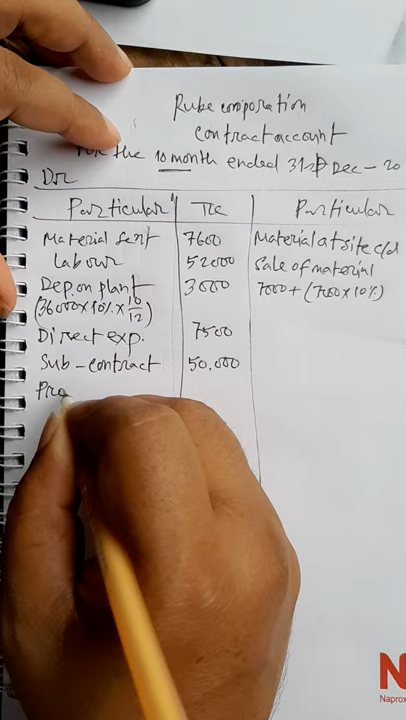 Rube corporation
Contract account
For the 10 month ended 31st Dec - 20
Dr
Particular Tk Particular
Material sent 7600 Material at site c/d
Labour 52000 Sale of material
Dep. on plant 3000 7000 + (7000 x 10%)
(36000 x 10% x 10/12)
Direct exp. 7500
Sub-contract 50,000
Pro
N
Naprox